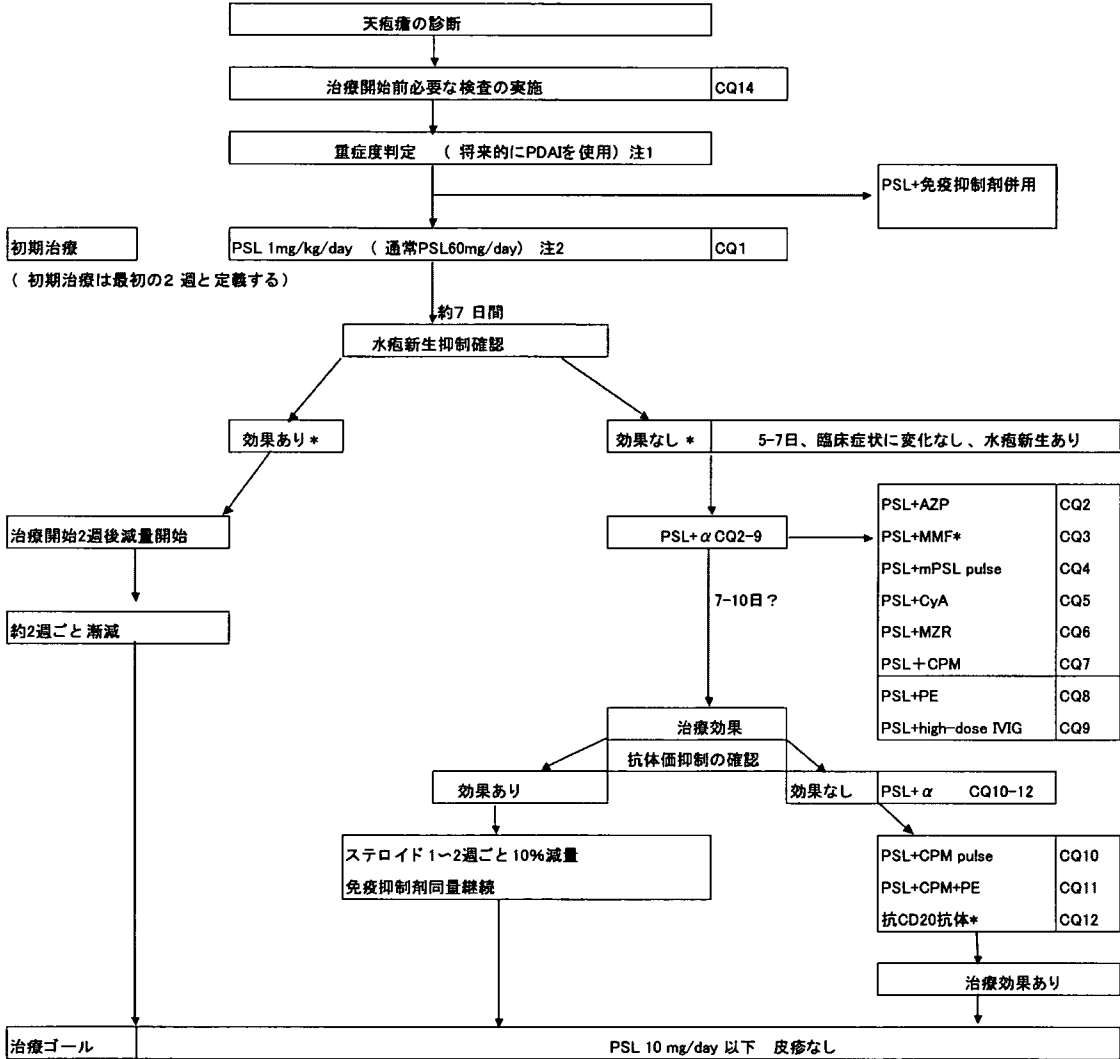 天疱瘡の診断
治療開始前必要な検査の実施 CQ14
重症度判定 （ 将来的にPDAIを使用）注1
PSL+免疫抑制剤併用
初期治療 PSL 1mg/kg/day （ 通常PSL60mg/day） 注2 CQ1
（ 初期治療は最初の2 週と定義する）
約7 日間
水疱新生抑制確認
効果あり*
効果なし* 5-7日、臨床症状に変化なし、水疱新生あり
治療開始2週後減量開始
約2週ごと漸減
PSL+αCQ2-9
PSL+AZP CQ2
PSL+MMF* CQ3
PSL+mPSL pulse CQ4
PSL+CyA CQ5
PSL+MZR CQ6
PSL＋CPM CQ7
PSL+PE CQ8
PSL+high-dose IVIG CQ9
7-10日？
治療効果
抗体価抑制の確認
効果あり
効果なし PSL+α CQ10-12
ステロイド 1～2週ごと 10%減量
免疫抑制剤同量継続
PSL+CPM pulse CQ10
PSL+CPM+PE CQ11
抗CD20抗体* CQ12
治療効果あり
治療ゴール PSL 10 mg/day 以下 皮疹なし